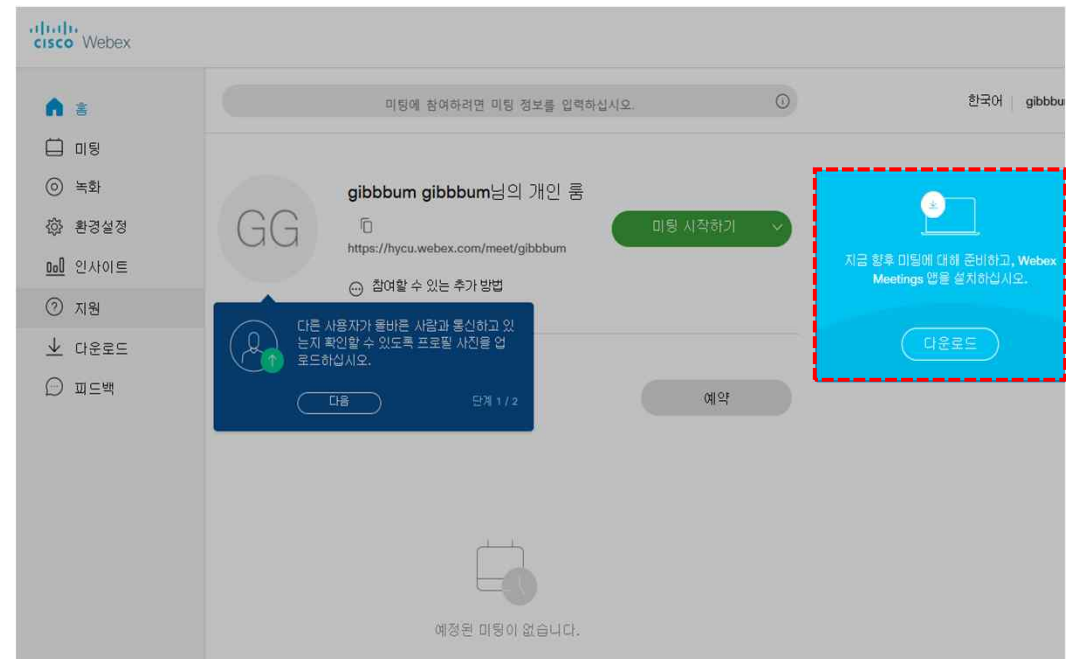 CISCO Webex
홈
미팅
녹화
환경설정
인사이트
지원
다운로드
피드백
미팅에 참여하려면 미팅 정보를 입력하십시오.
한국어
GG
gibbbum gibbbum님의 개인 룸
https://hycu.webex.com/meet/gibbbum
참여할 수 있는 추가 방법
미팅 시작하기
지금 향후 미팅에 대해 준비하고, Webex
Meetings 앱을 설치하십시오.
다운로드
다른 사용자가 올바른 사람과 통신하고 있
는지 확인할 수 있도록 프로필 사진을 업
로드하십시오.
다음
단계 1 / 2
예약
예정된 미팅이 없습니다.